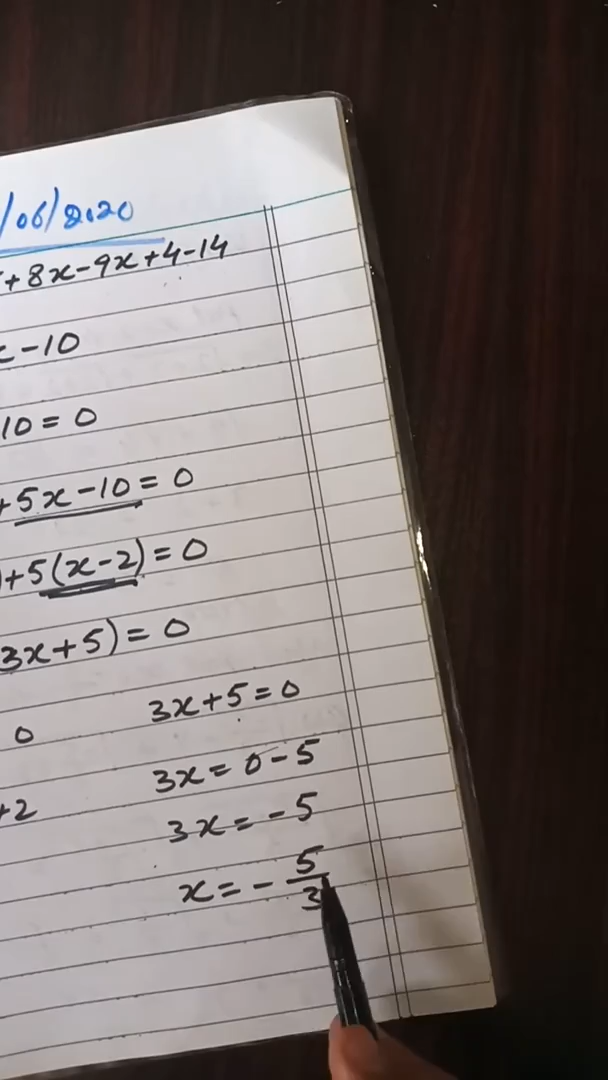 /06/2020
+8x-9x+4-14
x-10
10=0
+5x-10=0
)+5(x-2)=0
3x+5)=0
0 3x+5=0
3x=0-5
+2
3x=-5
x=-5/3